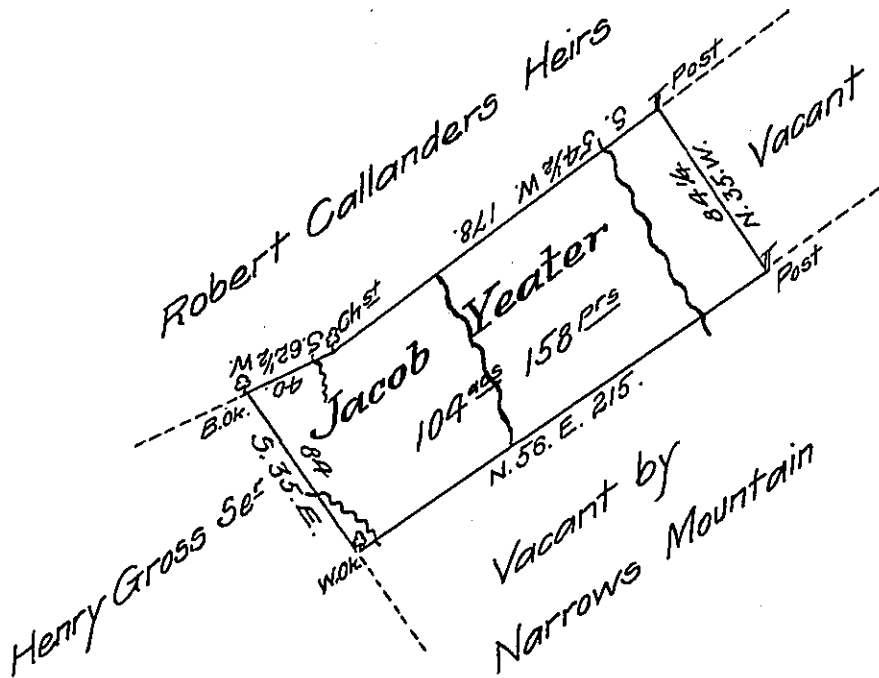 Robert Callanders Heirs
Post
Vacant
S. 54½ W. 178.
N. 35. W.
84¼
Post
Chst
S. 62½ W.
40.
B.Ok.
Jacob Yeater
104 acs 158 prs
N. 56. E. 215.
84
S. 35. E.
W.Ok.
Henry Gross Ser
Vacant by
Narrows Mountain